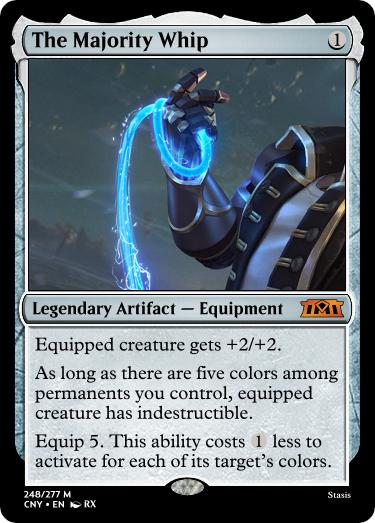 The Majority Whip 1
Legendary Artifact — Equipment
Equipped creature gets +2/+2.
As long as there are five colors among
permanents you control, equipped
creature has indestructible.
Equip 5. This ability costs 1 less to
activate for each of its target's colors.
248/277 M
CNY • EN RX
Stasis